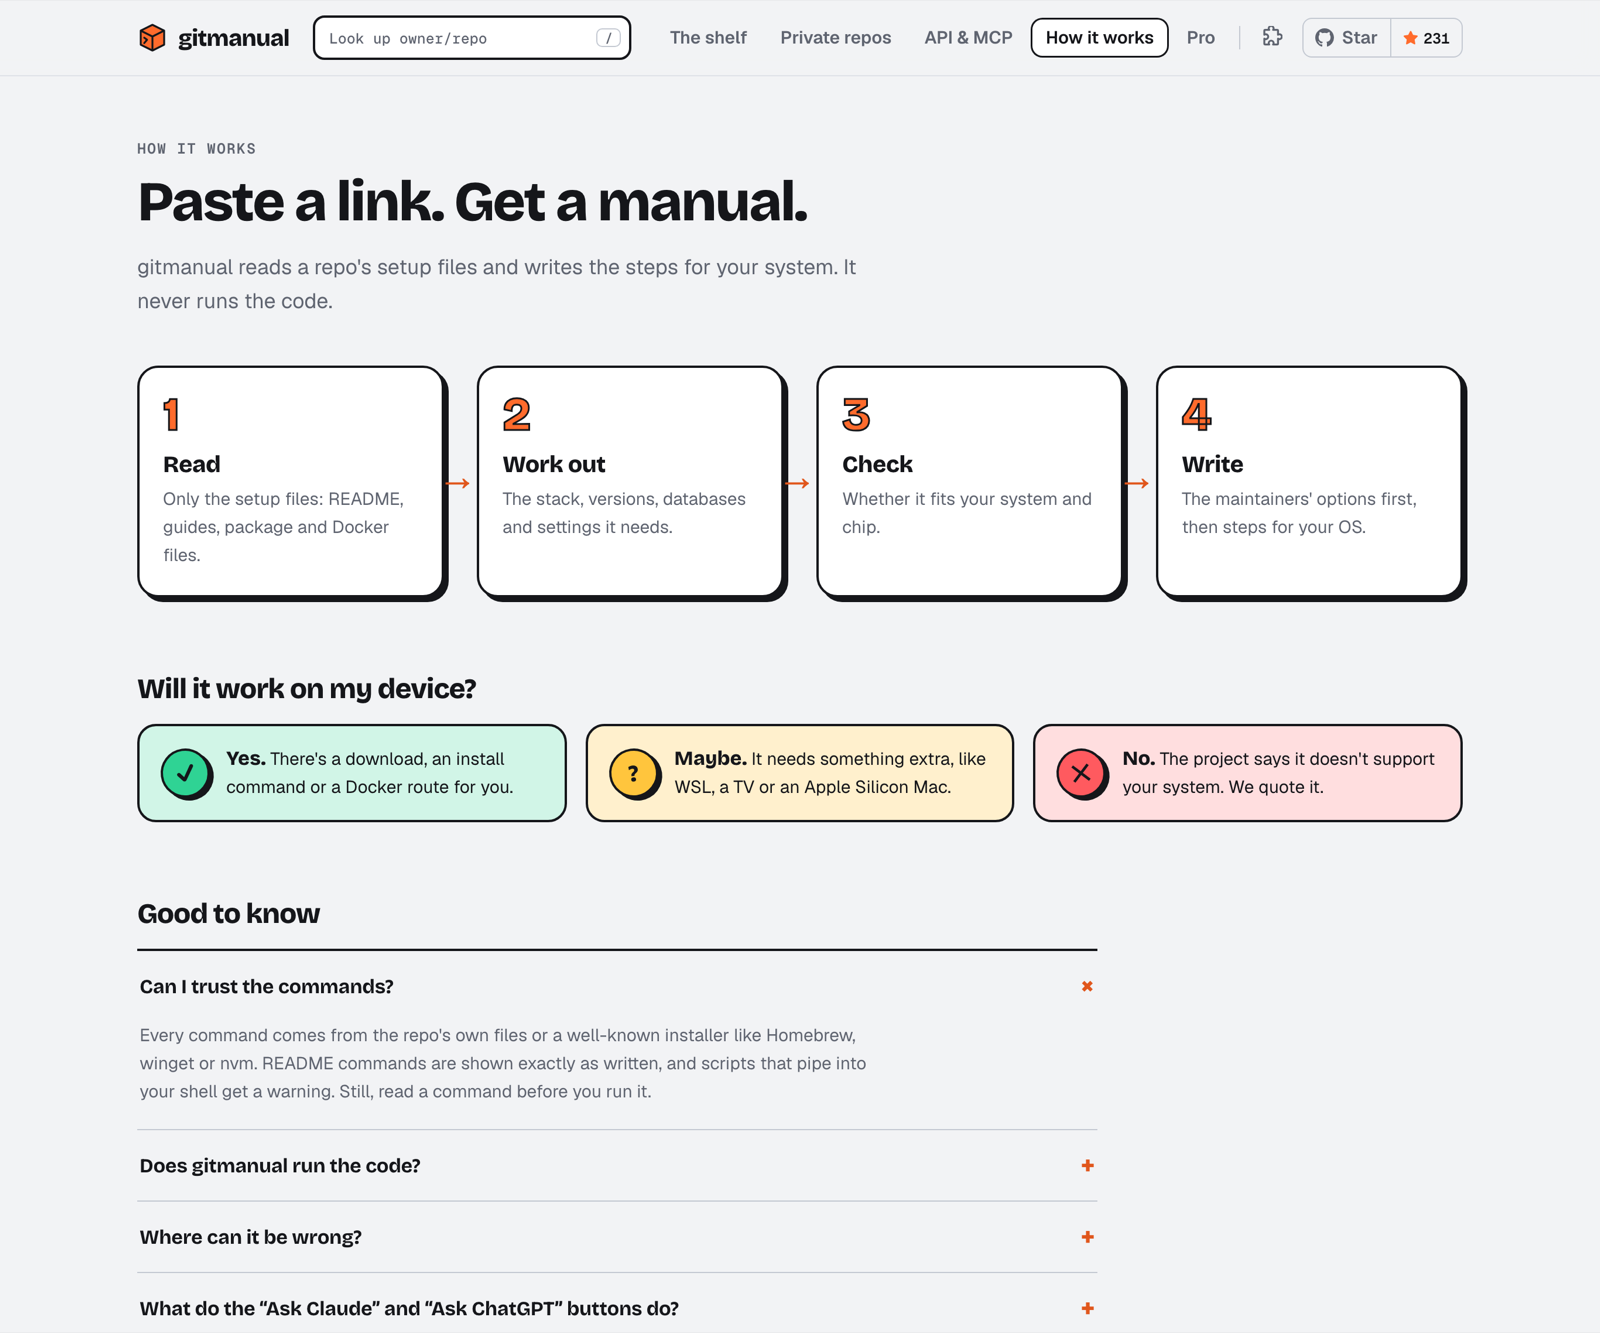 gitmanual
Look up owner/repo
/
The shelf
Private repos
API & MCP
How it works
Pro
Star
231
HOW IT WORKS
Paste a link. Get a manual.
gitmanual reads a repo's setup files and writes the steps for your system. It
never runs the code.
1
Read
Only the setup files: README,
guides, package and Docker
files.
2
Work out
The stack, versions, databases
and settings it needs.
3
Check
Whether it fits your system and
chip.
4
Write
The maintainers' options first,
then steps for your OS.
Will it work on my device?
Yes. There's a download, an install
command or a Docker route for you.
?
Maybe. It needs something extra, like
WSL, a TV or an Apple Silicon Mac.
No. The project says it doesn't support
your system. We quote it.
Good to know
Can I trust the commands?
Every command comes from the repo's own files or a well-known installer like Homebrew,
winget or nvm. README commands are shown exactly as written, and scripts that pipe into
your shell get a warning. Still, read a command before you run it.
Does gitmanual run the code?
Where can it be wrong?
What do the “Ask Claude” and “Ask ChatGPT” buttons do?